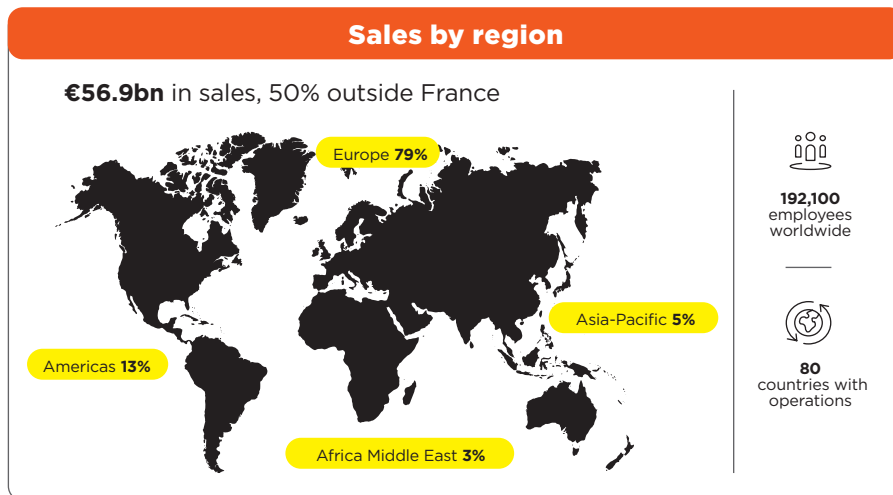 Sales by region
€56.9bn in sales, 50% outside France
Europe 79%
Asia-Pacific 5%
Americas 13%
Africa Middle East 3%
192,100
employees
worldwide
80
countries with
operations